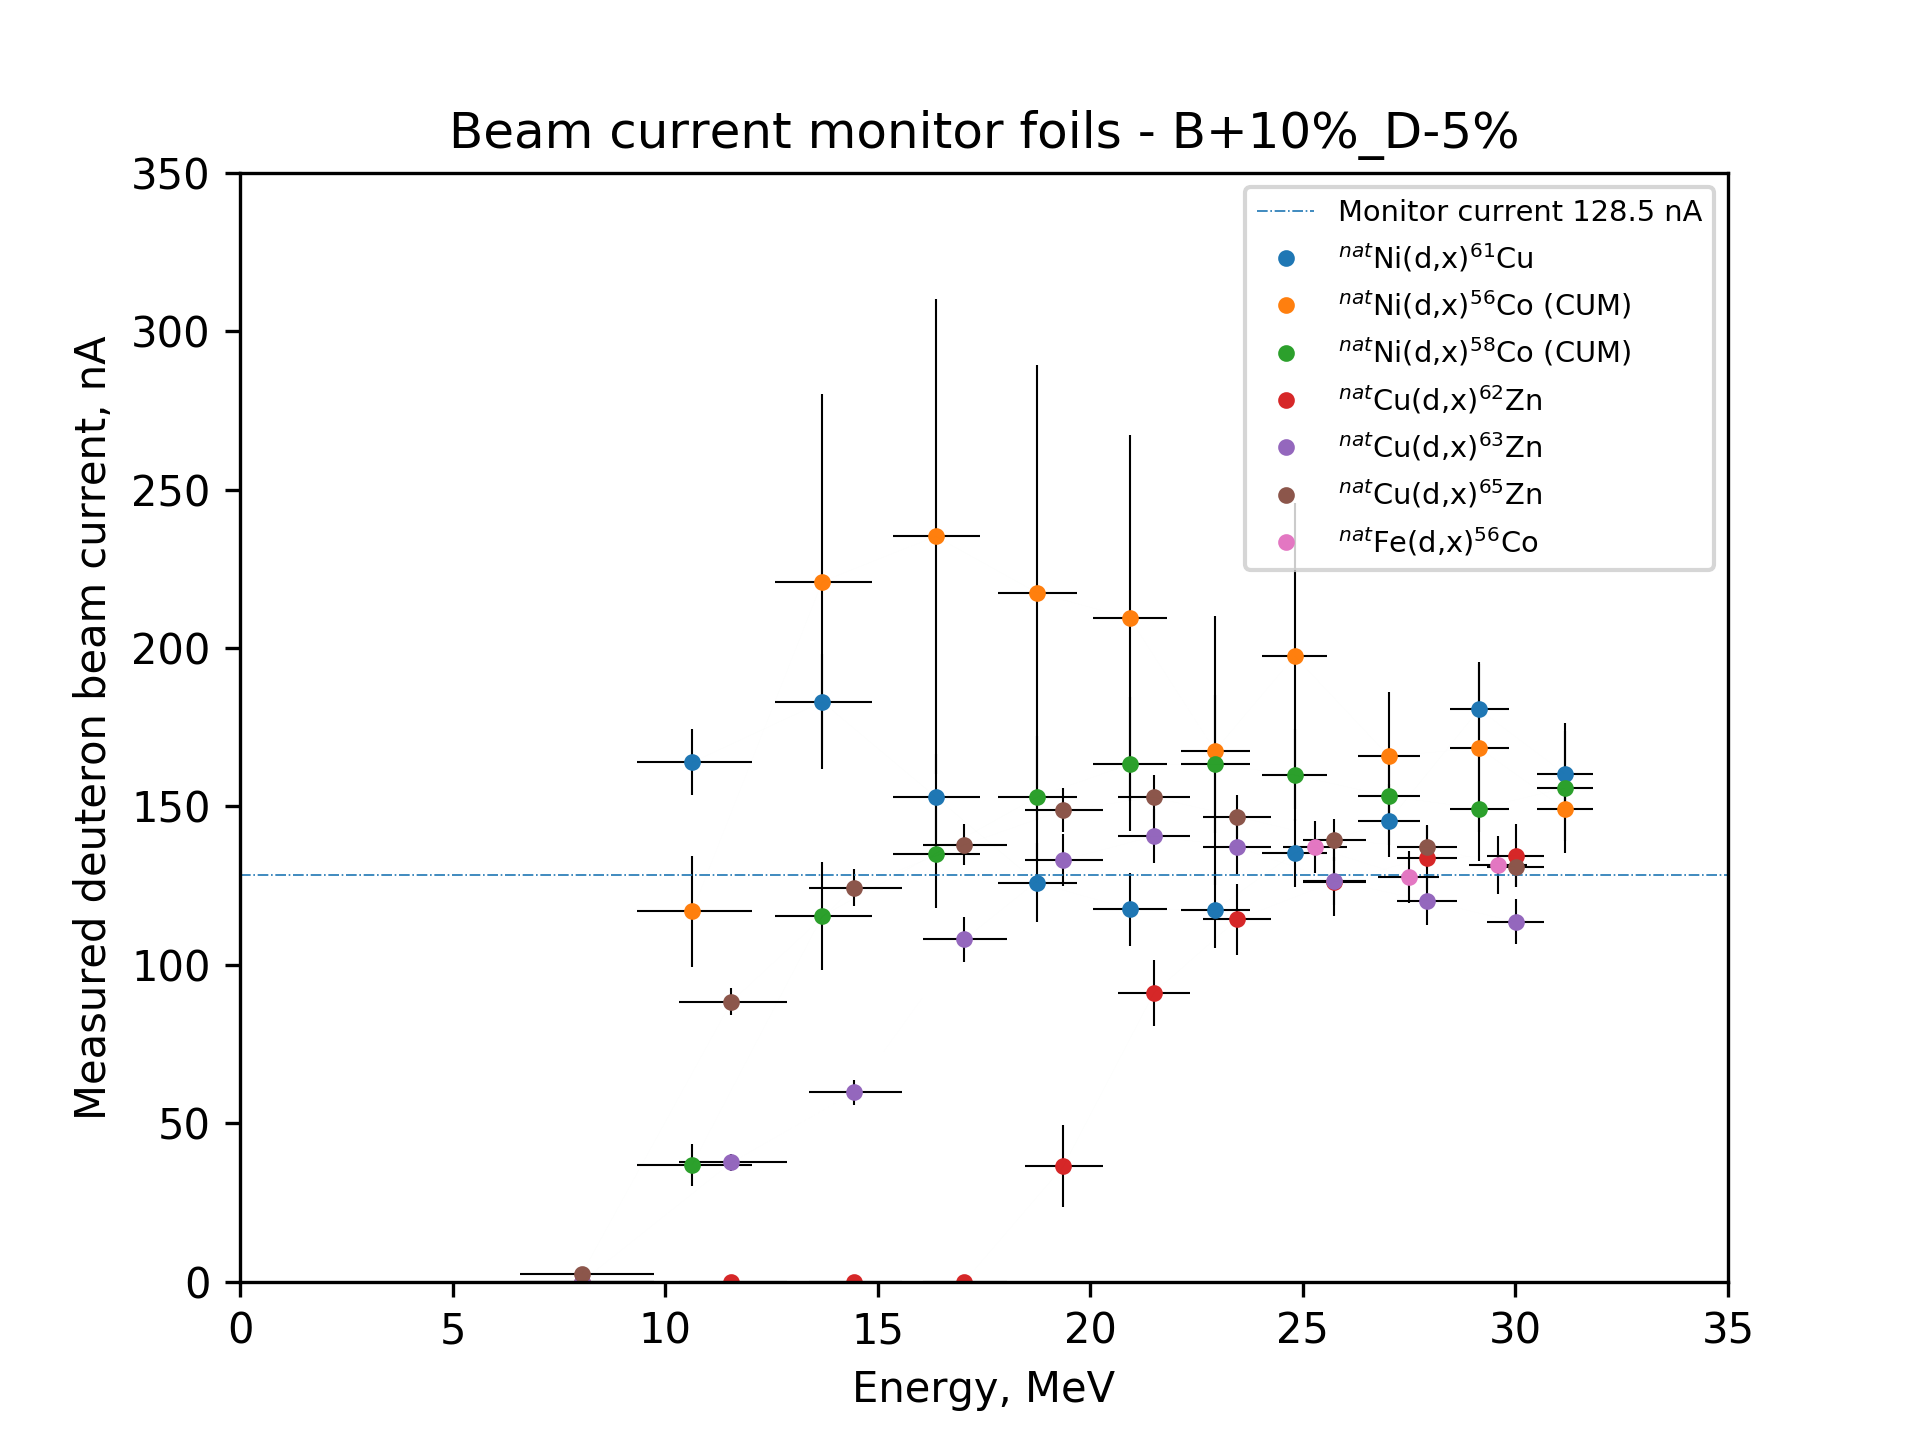 Beam current monitor foils - B+10%_D-5%
350
300
250
200
150
100
50
0
Measured deuteron beam current, nA
Monitor current 128.5 nA
natNi(d,x)61Cu
natNi(d,x)56Co (CUM)
natNi(d,x)58Co (CUM)
natCu(d,x)62Zn
natCu(d,x)63Zn
natCu(d,x)65Zn
natFe(d,x)56Co
0 5 10 15 20 25 30 35
Energy, MeV